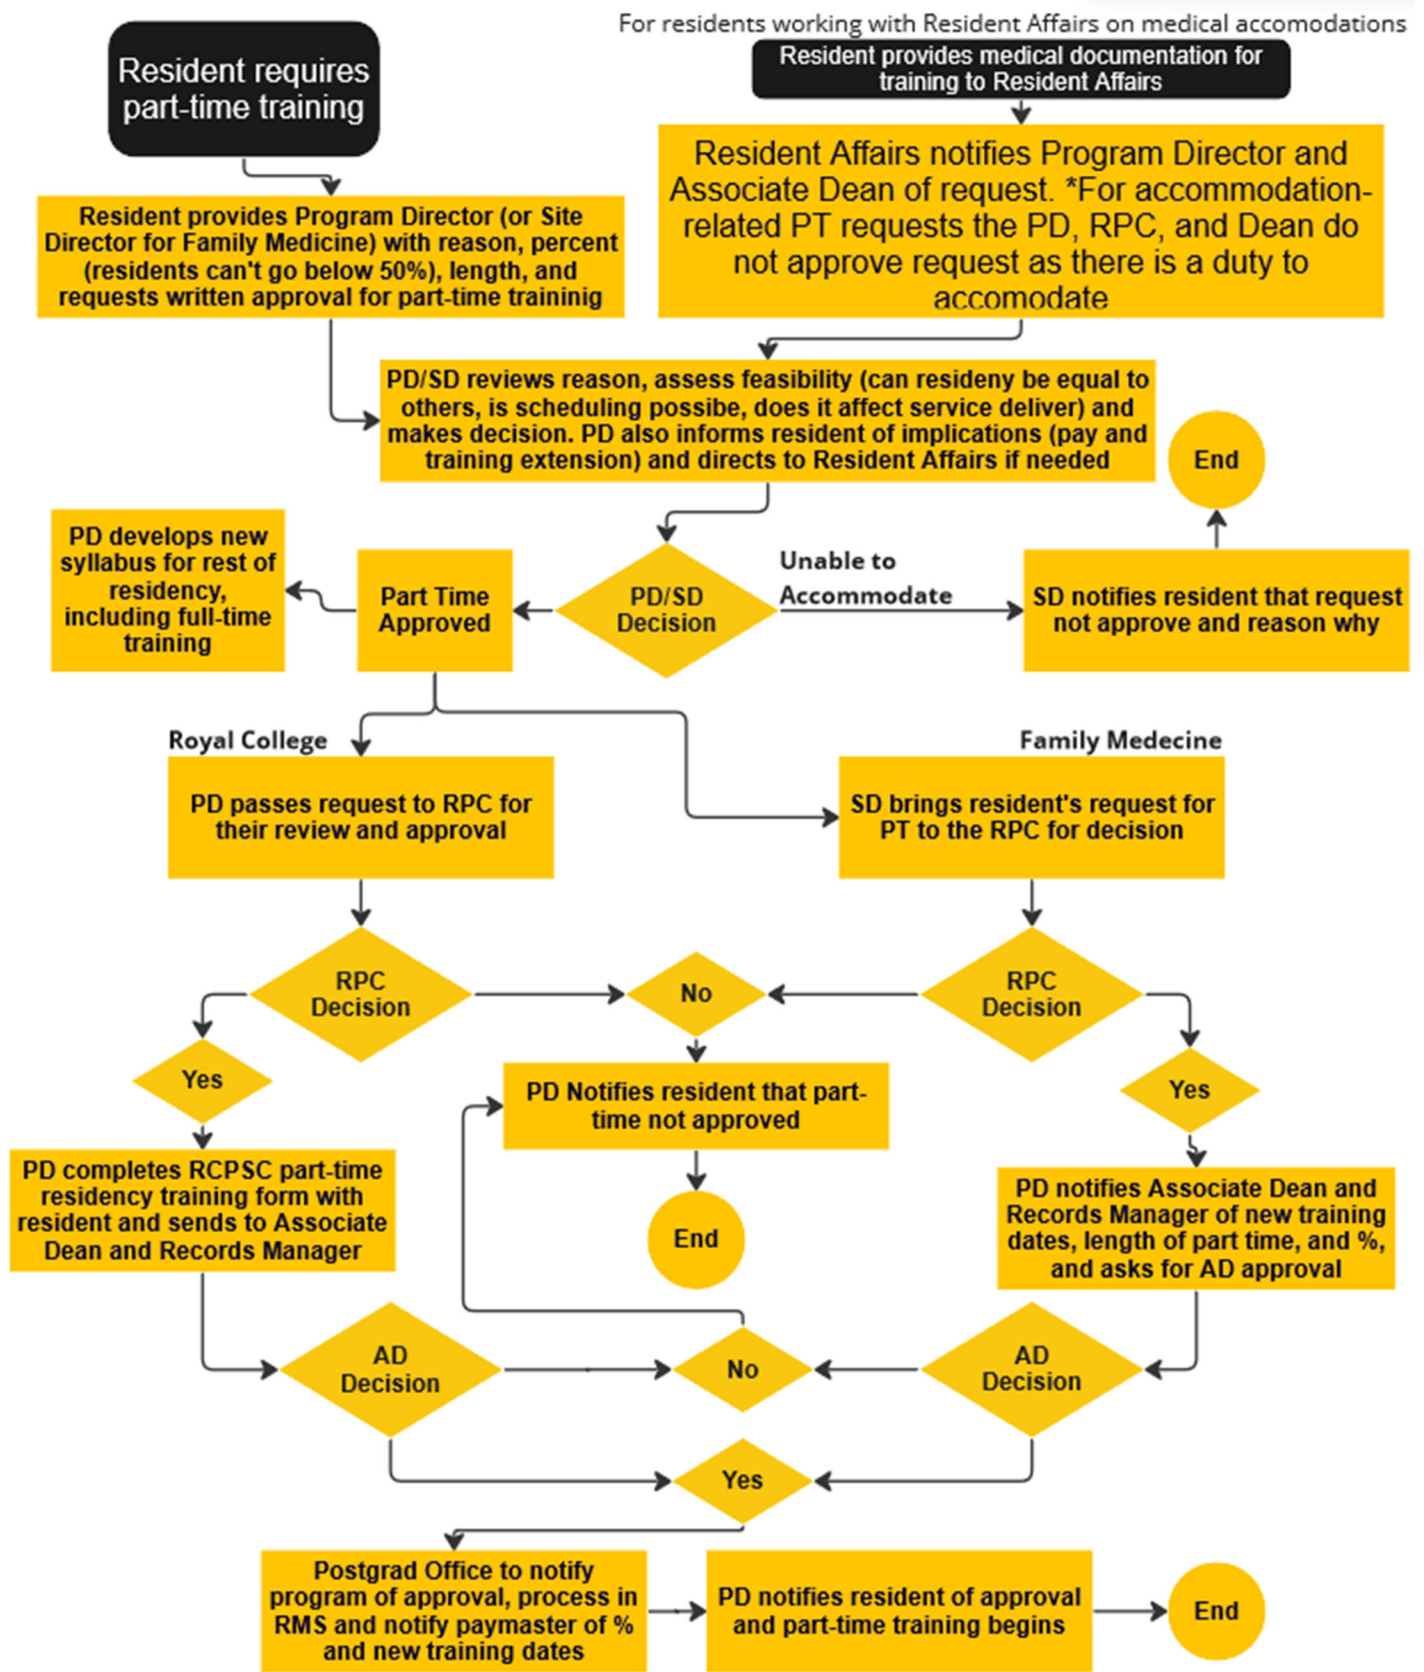 For residents working with Resident Affairs on medical accomodations
Resident requires
part-time training
Resident provides medical documentation for
training to Resident Affairs
Resident Affairs notifies Program Director and
Associate Dean of request. *For accommodation-
related PT requests the PD, RPC, and Dean do
not approve request as there is a duty to
accomodate
Resident provides Program Director (or Site
Director for Family Medicine) with reason, percent
(residents can't go below 50%), length, and
requests written approval for part-time traininig
PD/SD reviews reason, assess feasibility (can resideny be equal to
others, is scheduling possibe, does it affect service deliver) and
makes decision. PD also informs resident of implications (pay and
training extension) and directs to Resident Affairs if needed
End
PD develops new
syllabus for rest of
residency,
including full-time
training
Part Time
Approved
PD/SD
Decision
Unable to
Accommodate
SD notifies resident that request
not approve and reason why
Royal College
Family Medecine
PD passes request to RPC for
their review and approval
SD brings resident's request for
PT to the RPC for decision
RPC
Decision
No
RPC
Decision
Yes
Yes
PD Notifies resident that part-
time not approved
PD completes RCPSC part-time
residency training form with
resident and sends to Associate
Dean and Records Manager
End
PD notifies Associate Dean and
Records Manager of new training
dates, length of part time, and %,
and asks for AD approval
AD
Decision
No
AD
Decision
Yes
Postgrad Office to notify
program of approval, process in
RMS and notify paymaster of %
and new training dates
PD notifies resident of approval
and part-time training begins
End